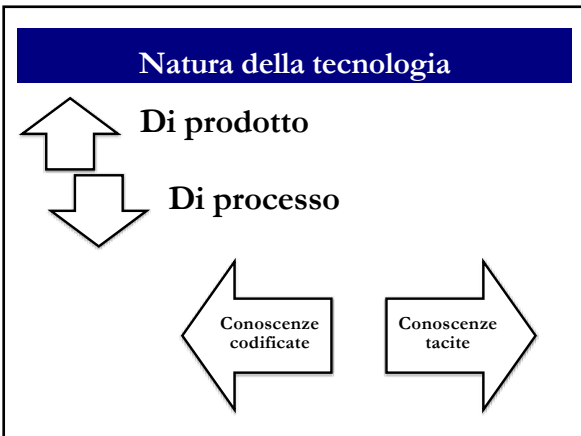 Natura della tecnologia
Di prodotto
Di processo
Conoscenze
codificate
Conoscenze
tacite